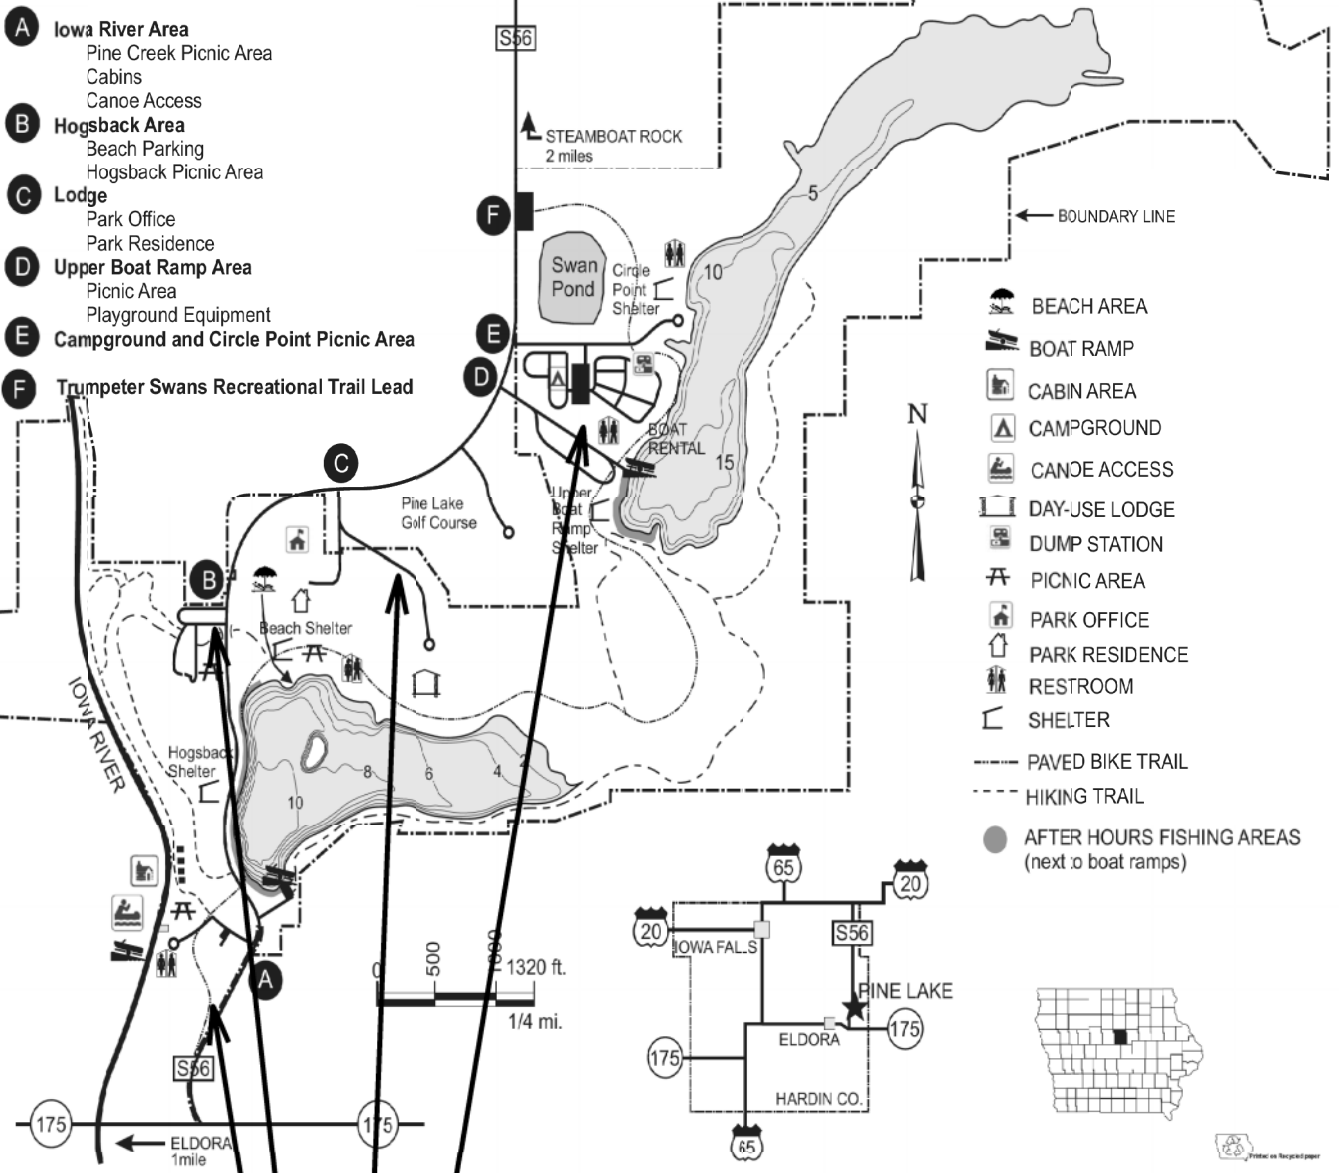 A Iowa River Area
Pine Creek Picnic Area
Cabins
Canoe Access
B Hogsback Area
Beach Parking
Hogsback Picnic Area
C Lodge
Park Office
Park Residence
D Upper Boat Ramp Area
Picnic Area
Playground Equipment
E Campground and Circle Point Picnic Area
F Trumpeter Swans Recreational Trail Lead
S56
STEAMBOAT ROCK
2 miles
F
Swan
Pond
Circle
Point
Shelter
5
10
E
D
BOAT
RENTAL
15
C
Pine Lake
Golf Course
Upper
Boat
Ramp
Shelter
B
Beach Shelter
IOWA RIVER
Hogsback
Shelter
10
8
6
4
2
A
0
500
1000
1320 ft.
1/4 mi.
S56
175
175
ELDORA
1mile
BOUNDARY LINE
N
BEACH AREA
BOAT RAMP
CABIN AREA
CAMPGROUND
CANOE ACCESS
DAY-USE LODGE
DUMP STATION
PICNIC AREA
PARK OFFICE
PARK RESIDENCE
RESTROOM
SHELTER
PAVED BIKE TRAIL
HIKING TRAIL
AFTER HOURS FISHING AREAS
(next to boat ramps)
65
20
20
IOWA FALLS
S56
PINE LAKE
ELDORA
175
175
HARDIN CO.
65
Printed on Recycled paper